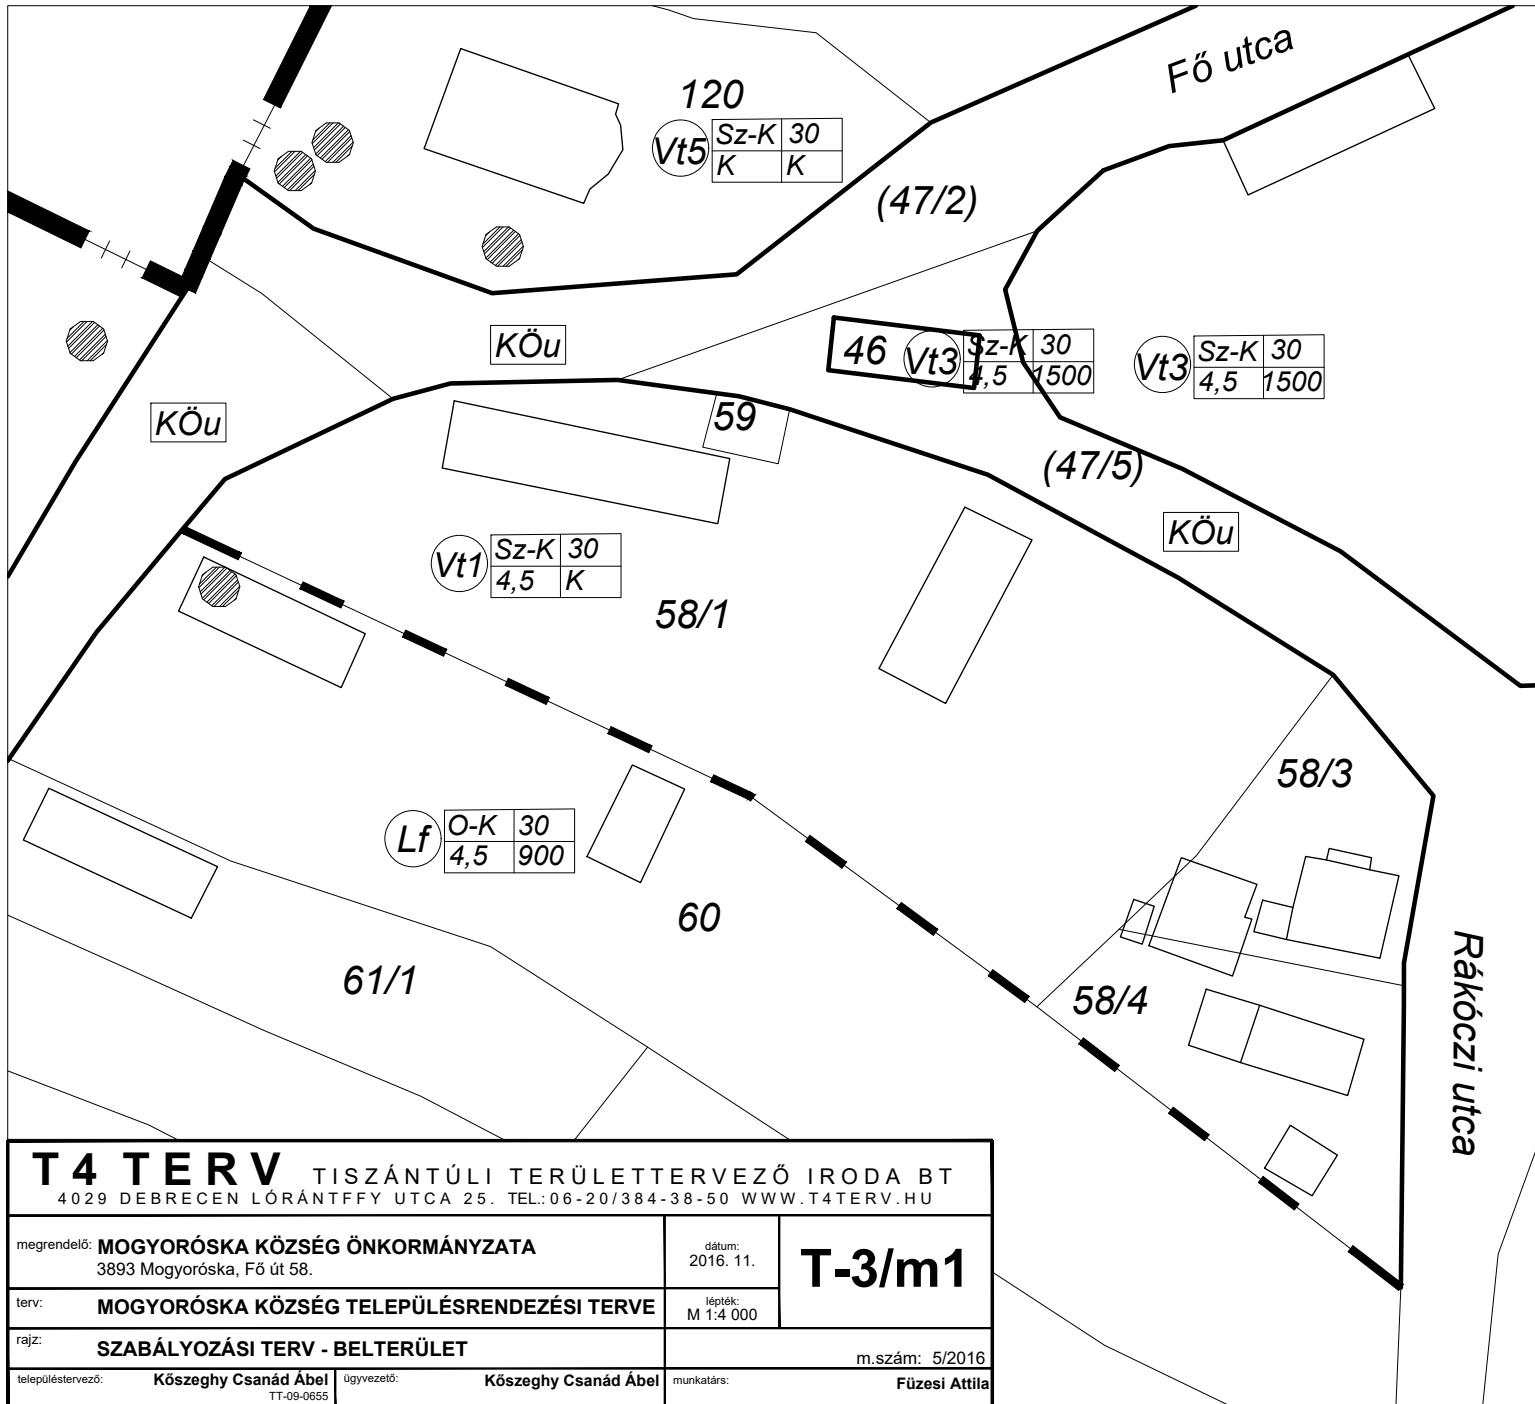 Fő utca
120
Vt5 Sz-K 30
K K
(47/2)
KÖu
46 Vt3 Sz-K 30
4,5 1500
Vt3 Sz-K 30
4,5 1500
KÖu
59
(47/5)
KÖu
Vt1 Sz-K 30
4,5 K
58/1
58/3
Lf O-K 30
4,5 900
60
61/1
58/4
Rákóczi utca
T4 TERV TISZÁNTÚLI TERÜLETTERVEZŐ IRODA BT
4029 DEBRECEN LÓRÁNTFFY UTCA 25. TEL.: 06-20/384-38-50 WWW.T4TERV.HU
megrendelő: MOGYORÓSKA KÖZSÉG ÖNKORMÁNYZATA
3893 Mogyoróska, Fő út 58.
dátum:
2016. 11.
T-3/m1
terv: MOGYORÓSKA KÖZSÉG TELEPÜLÉSRENDEZÉSI TERVE
lépték:
M 1:4 000
rajz: SZABÁLYOZÁSI TERV - BELTERÜLET
m.szám: 5/2016
településtervező: Kőszeghy Csanád Ábel
TT-09-0655
ügyvezető: Kőszeghy Csanád Ábel
munkatárs: Füzesi Attila